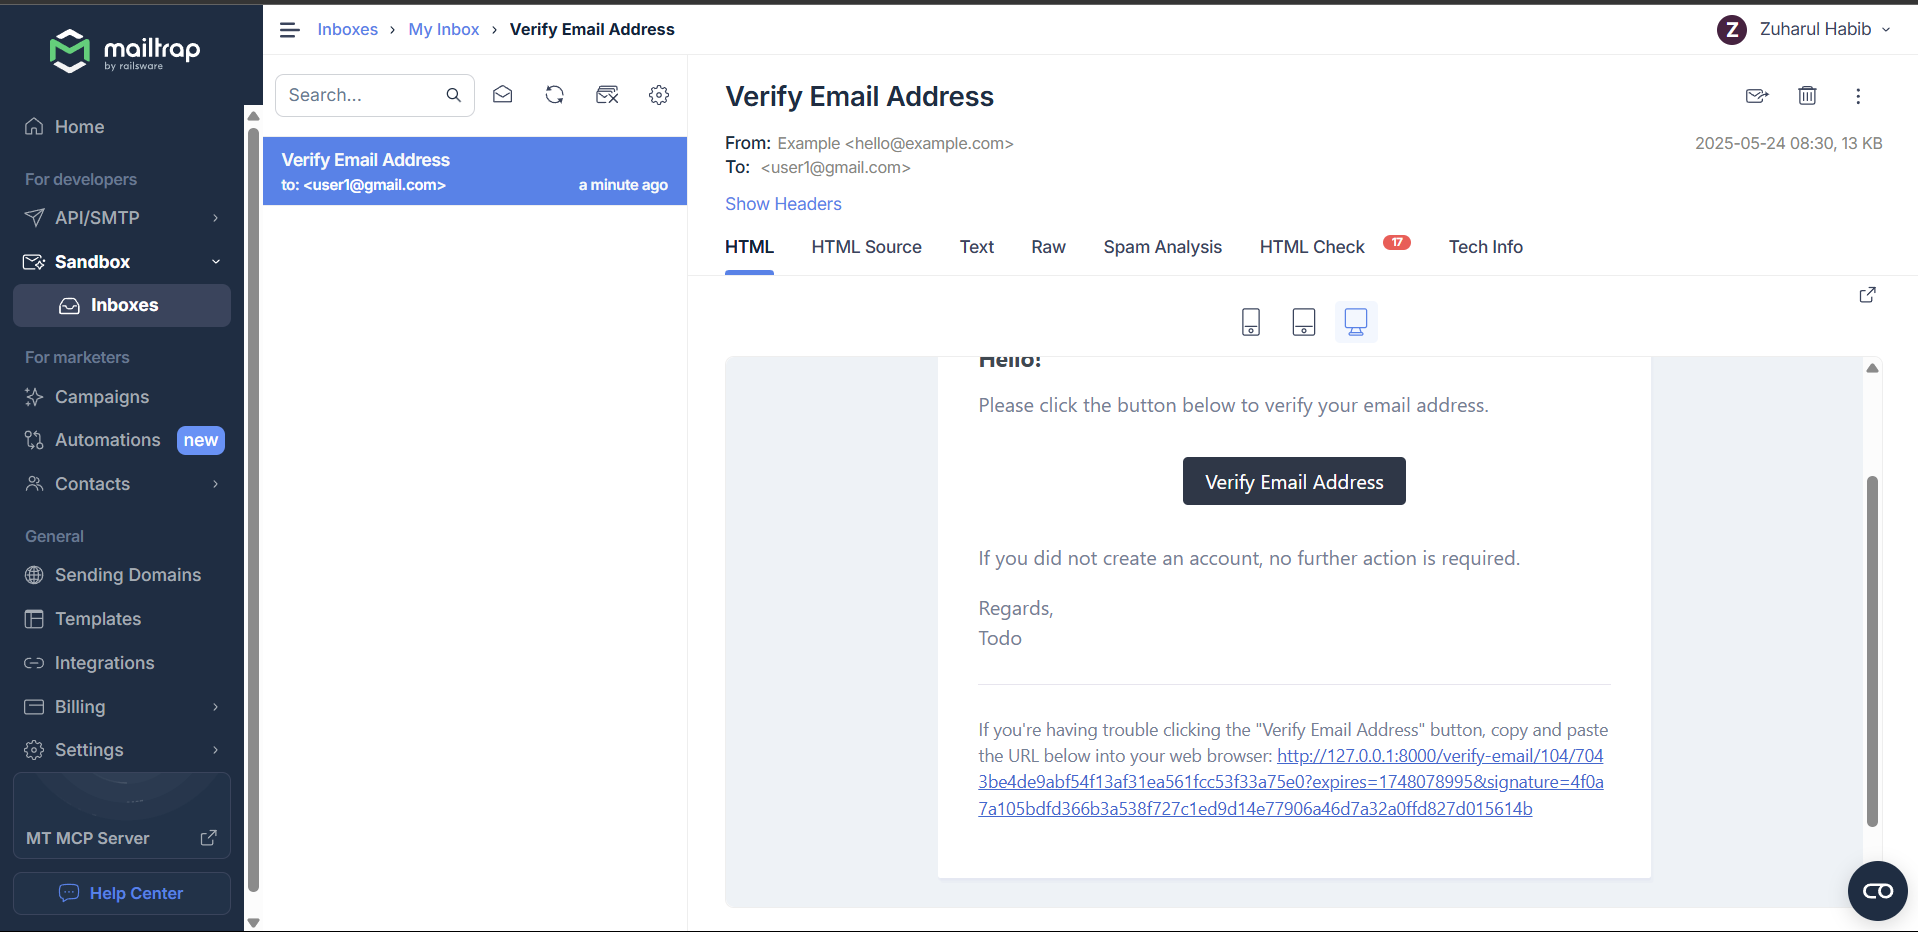 mailtrap
by railsware
Home
For developers
API/SMTP
Sandbox
Inboxes
For marketers
Campaigns
Automations new
Contacts
General
Sending Domains
Templates
Integrations
Billing
Settings
MT MCP Server
Help Center
Inboxes › My Inbox › Verify Email Address
Z Zuharul Habib
Search...
Verify Email Address
to: <user1@gmail.com> a minute ago
Verify Email Address
From: Example <hello@example.com>
2025-05-24 08:30, 13 KB
To: <user1@gmail.com>
Show Headers
HTML HTML Source Text Raw Spam Analysis HTML Check 17 Tech Info
Hello!
Please click the button below to verify your email address.
Verify Email Address
If you did not create an account, no further action is required.
Regards,
Todo
If you're having trouble clicking the "Verify Email Address" button, copy and paste
the URL below into your web browser: http://127.0.0.1:8000/verify-email/104/704
3be4de9abf54f13af31ea561fcc53f33a75e0?expires=1748078995&signature=4f0a
7a105bdfd366b3a538f727c1ed9d14e77906a46d7a32a0ffd827d015614b